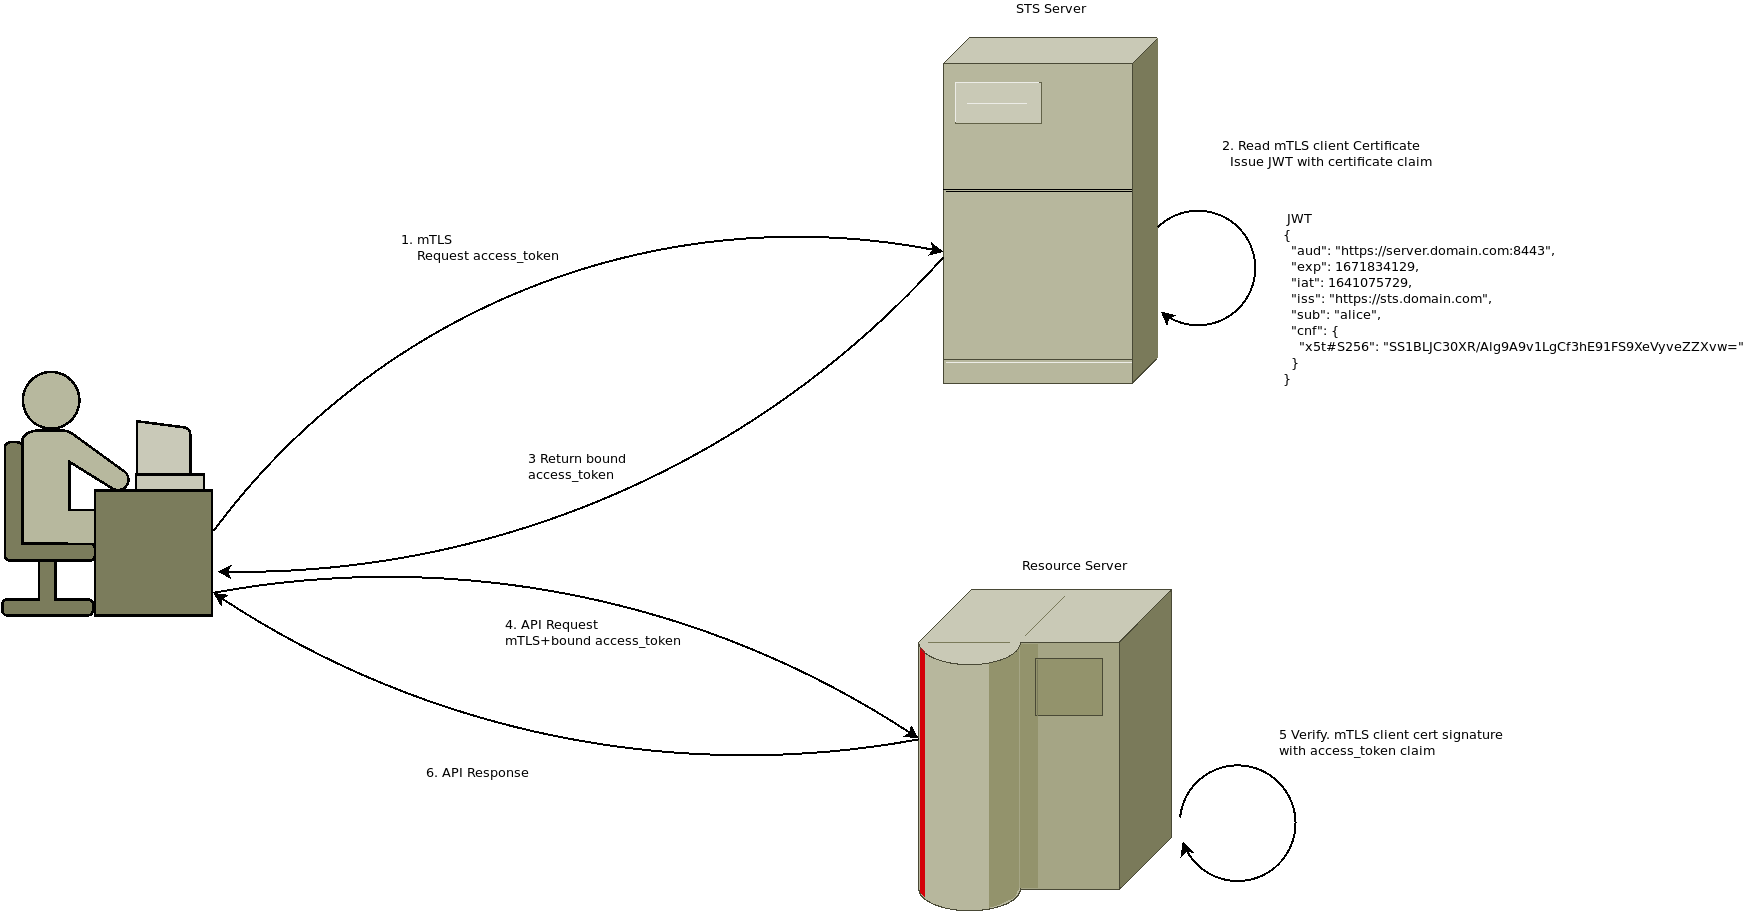 STS Server
2. Read mTLS client Certificate
Issue JWT with certificate claim
JWT
{
"aud": "https://server.domain.com:8443",
"exp": 1671834129,
"iat": 1641075729,
"iss": "https://sts.domain.com",
"sub": "alice",
"cnf": {
"x5t#S256": "SS1BLJC30XR/Alg9A9v1LgCf3hE91FS9XeVyveZZXvw="
}
}
1. mTLS
Request access_token
3 Return bound
access_token
Resource Server
4. API Request
mTLS+bound access_token
5 Verify. mTLS client cert signature
with access_token claim
6. API Response